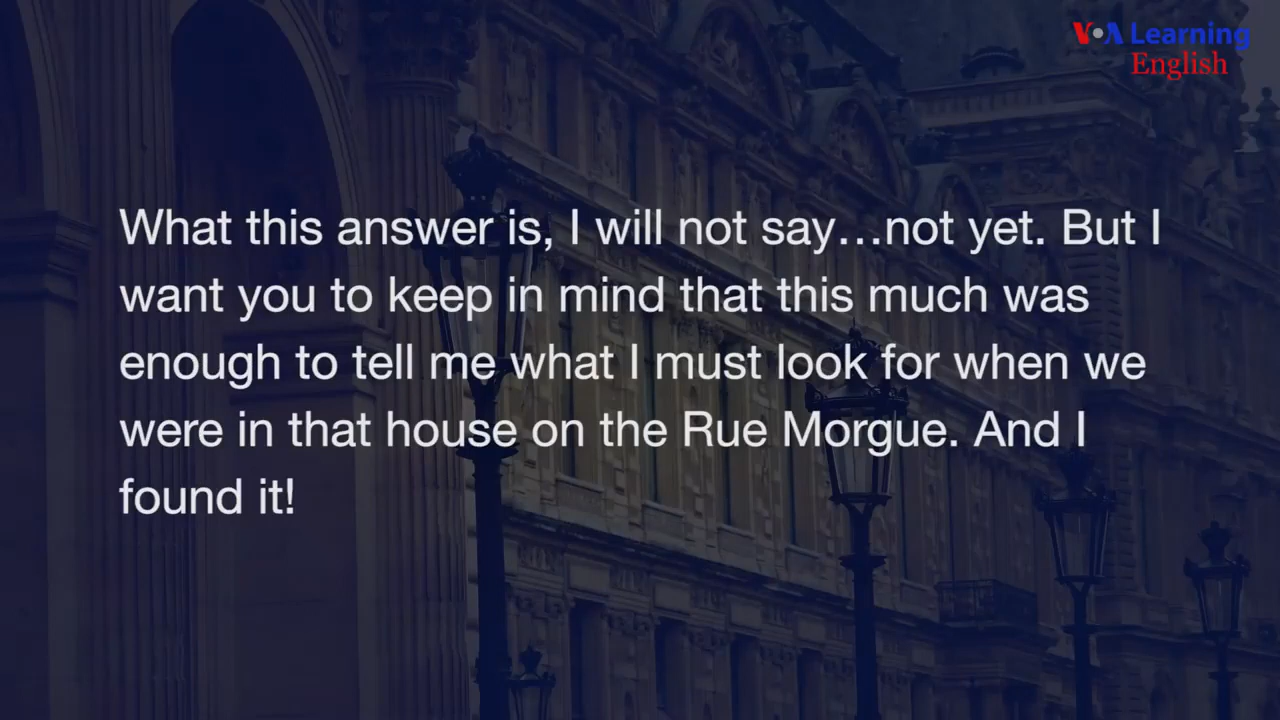 VOA Learning
English
What this answer is, I will not say…not yet. But I
want you to keep in mind that this much was
enough to tell me what I must look for when we
were in that house on the Rue Morgue. And I
found it!